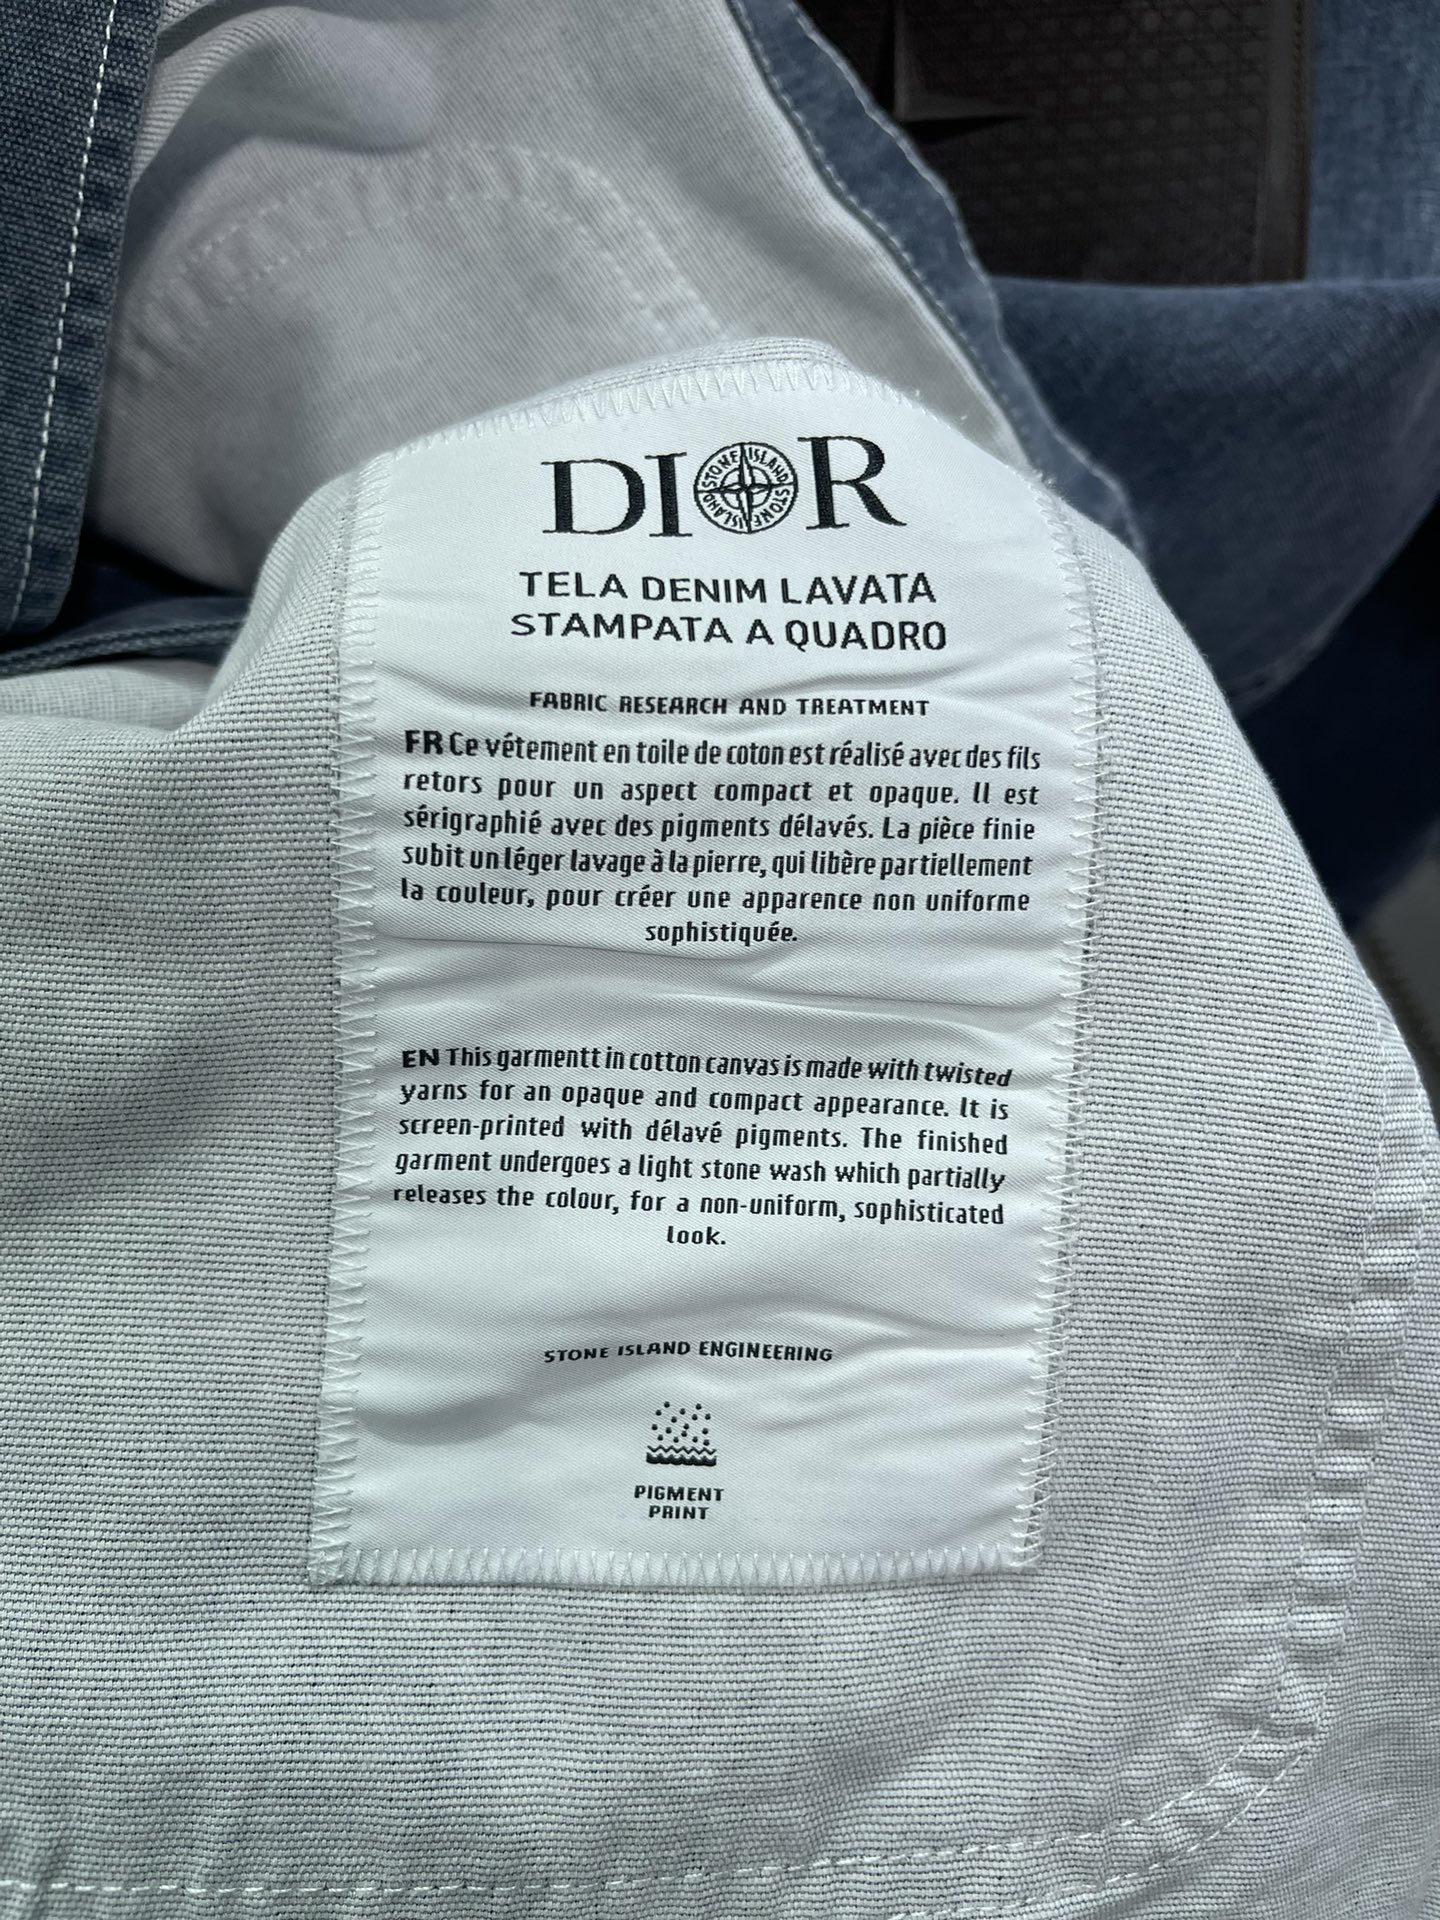 DIOR
STONE ISLAND STONE ISLAND
TELA DENIM LAVATA
STAMPATA A QUADRO
FABRIC RESEARCH AND TREATMENT
FR Ce vétement en toile de coton est réalisé avec des fils
retors pour un aspect compact et opaque. Il est
sérigraphié avec des pigments délavés. La pièce finie
subit un léger lavage à la pierre, qui libère partiellement
la couleur, pour créer une apparence non uniforme
sophistiquée.
EN This garmentt in cotton canvas is made with twisted
yarns for an opaque and compact appearance. It is
screen-printed with délavé pigments. The finished
garment undergoes a light stone wash which partially
releases the colour, for a non-uniform, sophisticated
look.
STONE ISLAND ENGINEERING
PIGMENT
PRINT